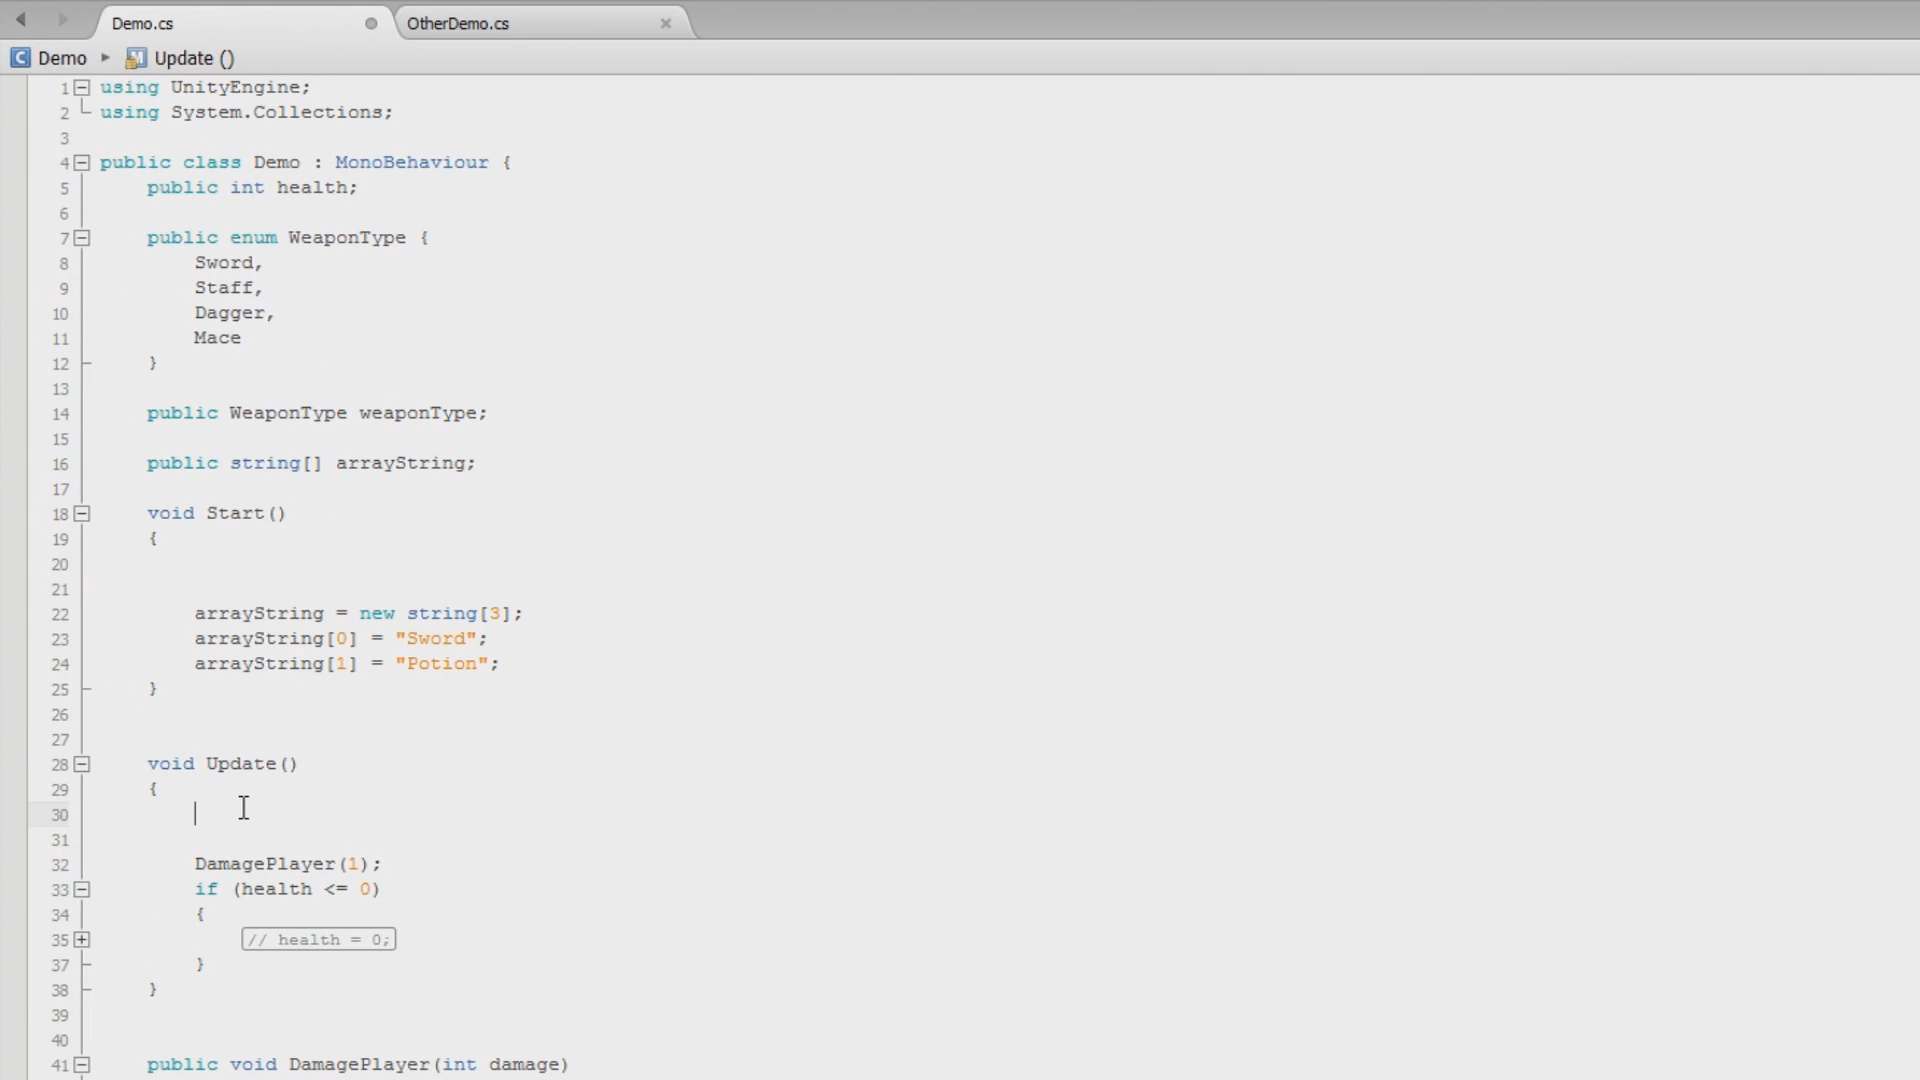 Demo.cs
OtherDemo.cs
Demo
Update ()
1 using UnityEngine;
2 using System.Collections;
3
4 public class Demo : MonoBehaviour {
5 public int health;
6
7 public enum WeaponType {
8 Sword,
9 Staff,
10 Dagger,
11 Mace
12 }
13
14 public WeaponType weaponType;
15
16 public string[] arrayString;
17
18 void Start()
19 {
20
21
22 arrayString = new string[3];
23 arrayString[0] = "Sword";
24 arrayString[1] = "Potion";
25 }
26
27
28 void Update()
29 {
30
31
32 DamagePlayer(1);
33 if (health <= 0)
34 {
35 // health = 0;
37 }
38 }
39
40
41 public void DamagePlayer(int damage)